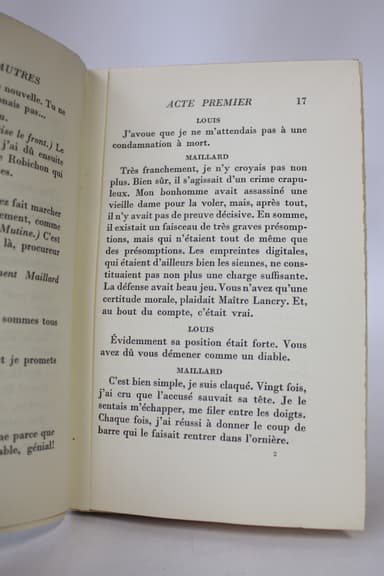 AUTRES
nouvelle. Tu ne
nais pas...
u.
ise le front.) Le
j'ai dû ensuite
e Robichon qui
es.
ez fait marcher
ement, comme
Mutine.) C'est
là, procureur
ment Maillard
sommes tous
et je promets
ne parce que
able, génial!
ACTE PREMIER 17
LOUIS
J'avoue que je ne m'attendais pas à une
condamnation à mort.
MAILLARD
Très franchement, je n'y croyais pas non
plus. Bien sûr, il s'agissait d'un crime crapu-
leux. Mon bonhomme avait assassiné une
vieille dame pour la voler, mais, après tout,
il n'y avait pas de preuve décisive. En somme,
il existait un faisceau de très graves présomp-
tions, mais qui n'étaient tout de même que
des présomptions. Les empreintes digitales,
qui étaient d'ailleurs bien les siennes, ne cons-
tituaient pas non plus une charge suffisante.
La défense avait beau jeu. Vous n'avez qu'une
certitude morale, plaidait Maître Lancry. Et,
au bout du compte, c'était vrai.
LOUIS
Évidemment sa position était forte. Vous
avez dû vous démener comme un diable.
MAILLARD
C'est bien simple, je suis claqué. Vingt fois,
j'ai cru que l'accusé sauvait sa tête. Je le
sentais m'échapper, me filer entre les doigts.
Chaque fois, j'ai réussi à donner le coup de
barre qui le faisait rentrer dans l'ornière.
2